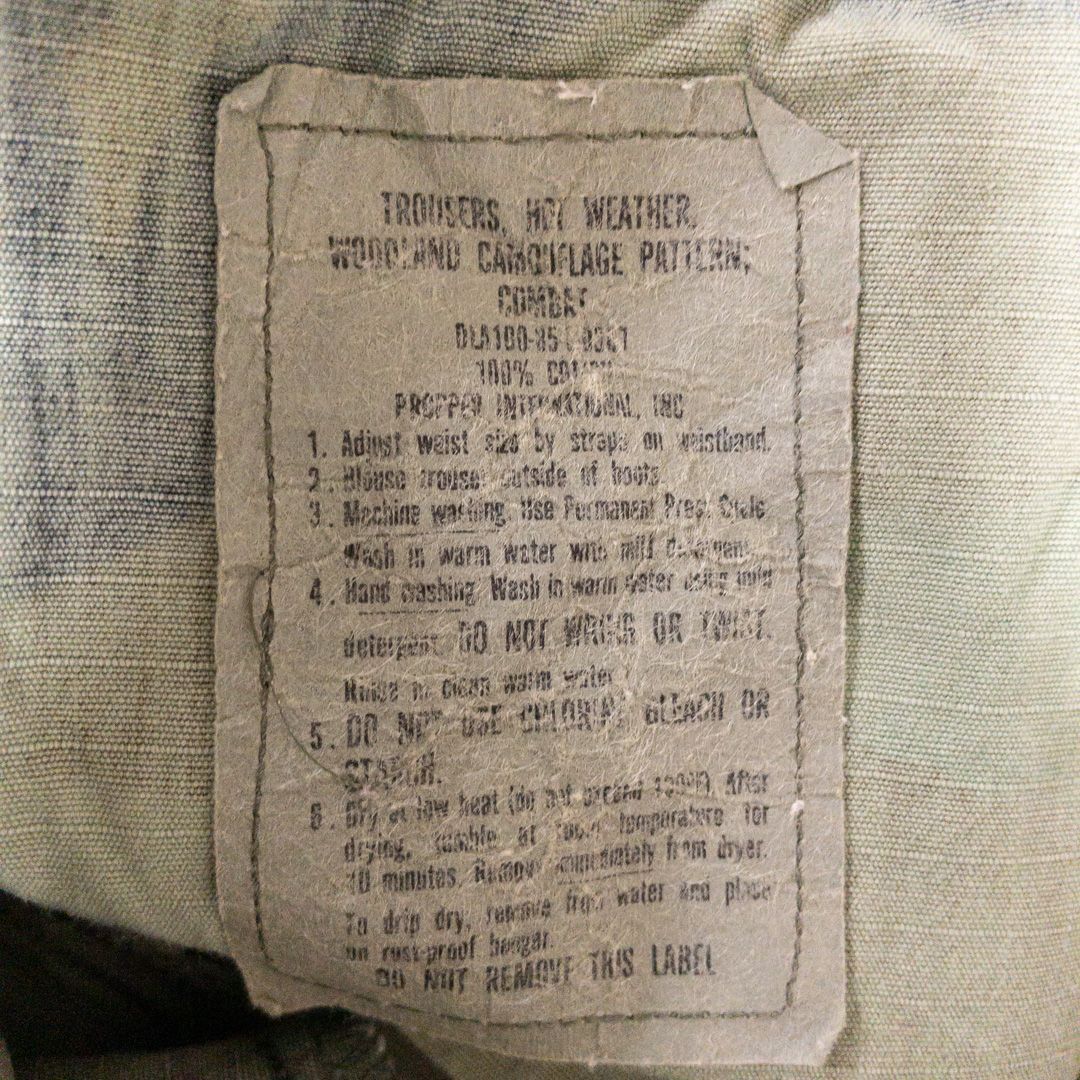 TROUSERS, HOT WEATHER,
WOODLAND CAMOUFLAGE PATTERN;
COMBAT
100% COTTON
PROPPER INTERNATIONAL, INC
1. Adjust weist size by straps on waistband.
2. Blouse trouser outside of boots.
3. Machine washing. Use Permanent Press Cycle
Wash in warm water with mild detergent.
4. Hand washing Wash in warm water using mild
detergent. DO NOT WRING OR TWIST.
Rinse in clean warm water
5. DO NOT USE CHLORINE BLEACH OR
STARCH.
6. Dry at low heat (do not exceed After
drying, tumble at room temperature for
10 minutes. Remove immediately from dryer.
To drip dry, remove from water and place
on rust-proof hanger.
DO NOT REMOVE THIS LABEL